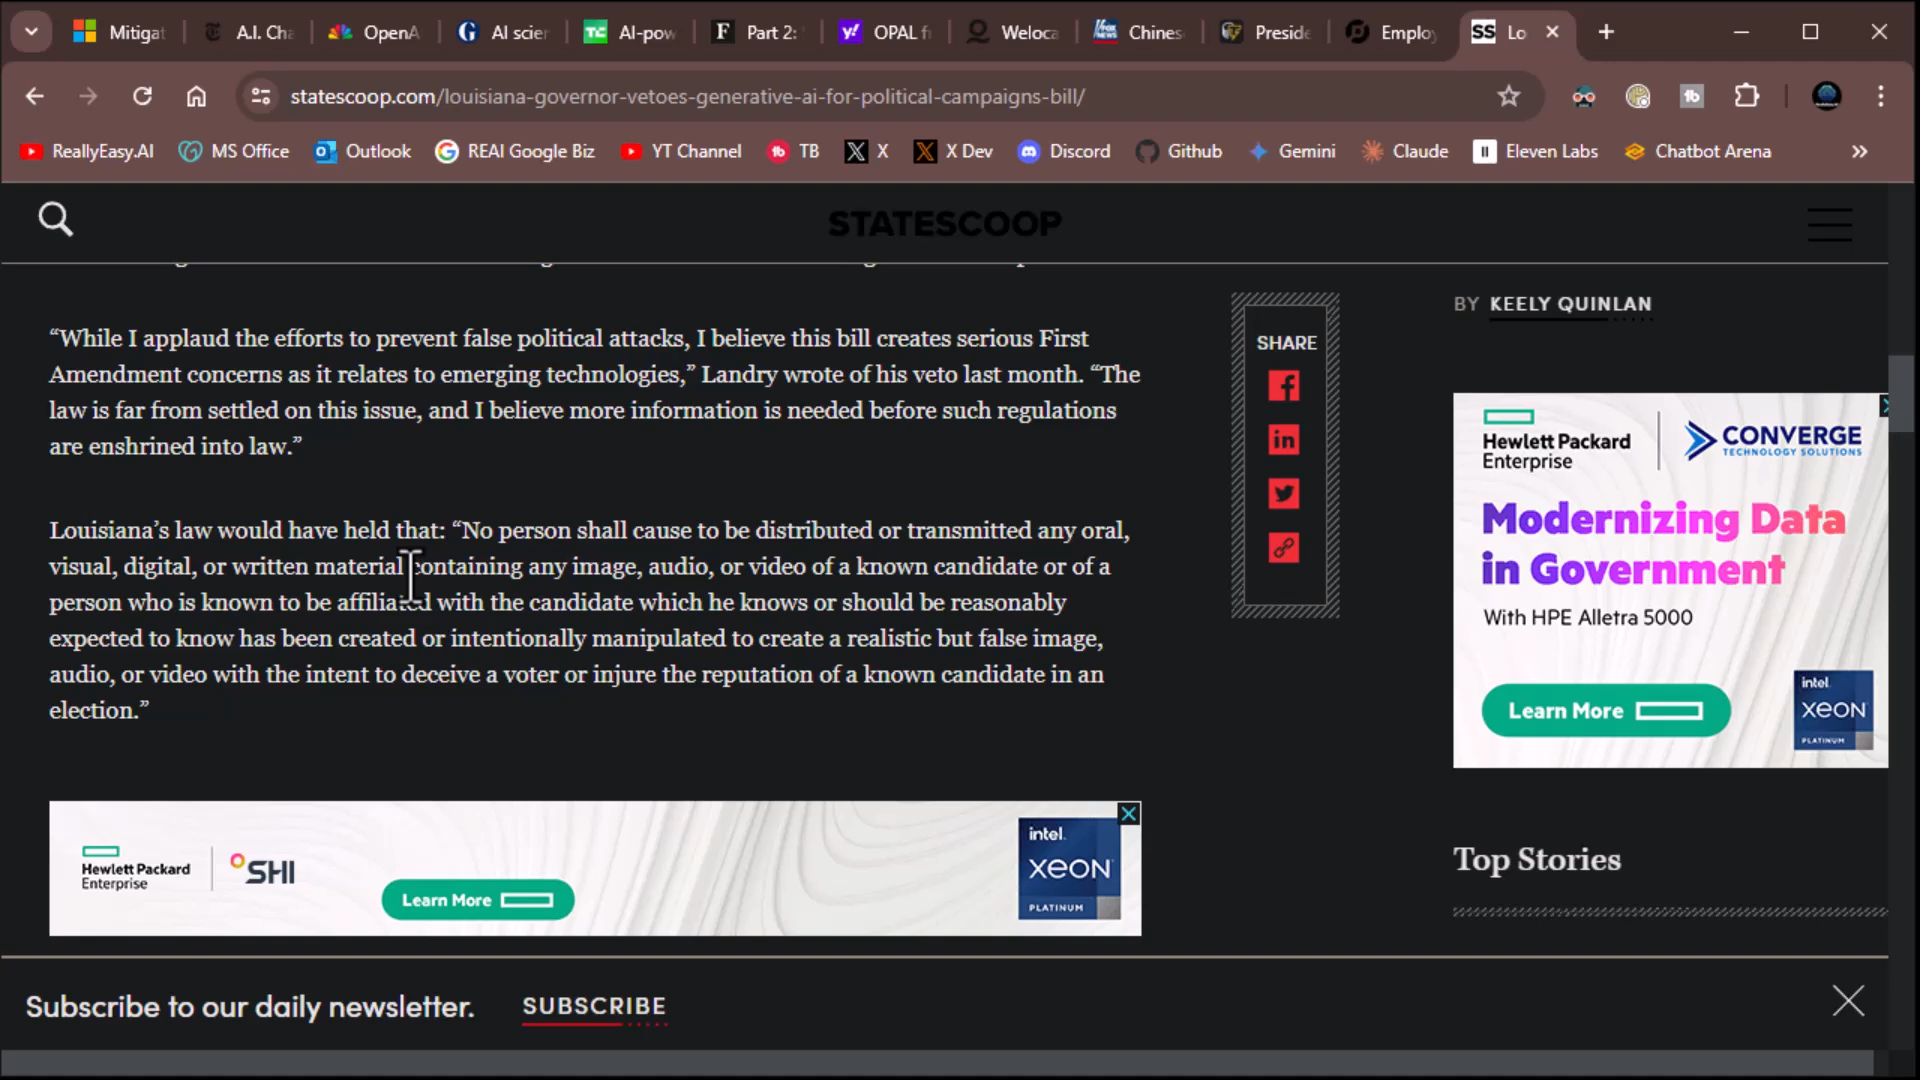 Mitigat
A.I. Cha
OpenA
AI scien
AI-pow
Part 2:
OPAL f
Weloca
Chines
Preside
Employ
SS Lo
statescoop.com/louisiana-governor-vetoes-generative-ai-for-political-campaigns-bill/
ReallyEasy.AI
MS Office
Outlook
REAI Google Biz
YT Channel
TB
X
X Dev
Discord
Github
Gemini
Claude
Eleven Labs
Chatbot Arena
STATESCOOP
“While I applaud the efforts to prevent false political attacks, I believe this bill creates serious First
Amendment concerns as it relates to emerging technologies,” Landry wrote of his veto last month. “The
law is far from settled on this issue, and I believe more information is needed before such regulations
are enshrined into law.”
Louisiana’s law would have held that: “No person shall cause to be distributed or transmitted any oral,
visual, digital, or written material containing any image, audio, or video of a known candidate or of a
person who is known to be affiliated with the candidate which he knows or should be reasonably
expected to know has been created or intentionally manipulated to create a realistic but false image,
audio, or video with the intent to deceive a voter or injure the reputation of a known candidate in an
election.”
SHARE
BY KEELY QUINLAN
Hewlett Packard
Enterprise
CONVERGE
TECHNOLOGY SOLUTIONS
Modernizing Data
in Government
With HPE Alletra 5000
Learn More
intel.
XEON
PLATINUM
Hewlett Packard
Enterprise
SHI
Learn More
intel.
XEON
PLATINUM
Top Stories
Subscribe to our daily newsletter.
SUBSCRIBE